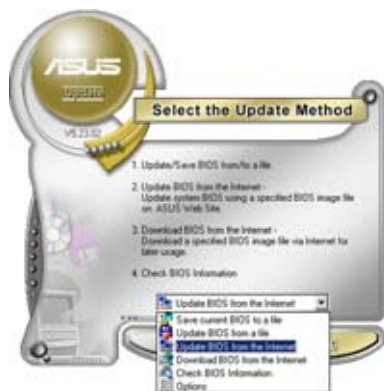 ASUS
Update
V5.23.02
Select the Update Method
1. Update/Save BIOS from/to a file.
2. Update BIOS from the Internet -
Update system BIOS using a specified BIOS image file
on ASUS Web Site.
3. Download BIOS from the Internet -
Download a specified BIOS image file via Internet for
later usage.
4. Check BIOS Information
Update BIOS from the Internet
Save current BIOS to a file
Update BIOS from a file
Update BIOS from the Internet
Download BIOS from the Internet
Check BIOS Information
Options